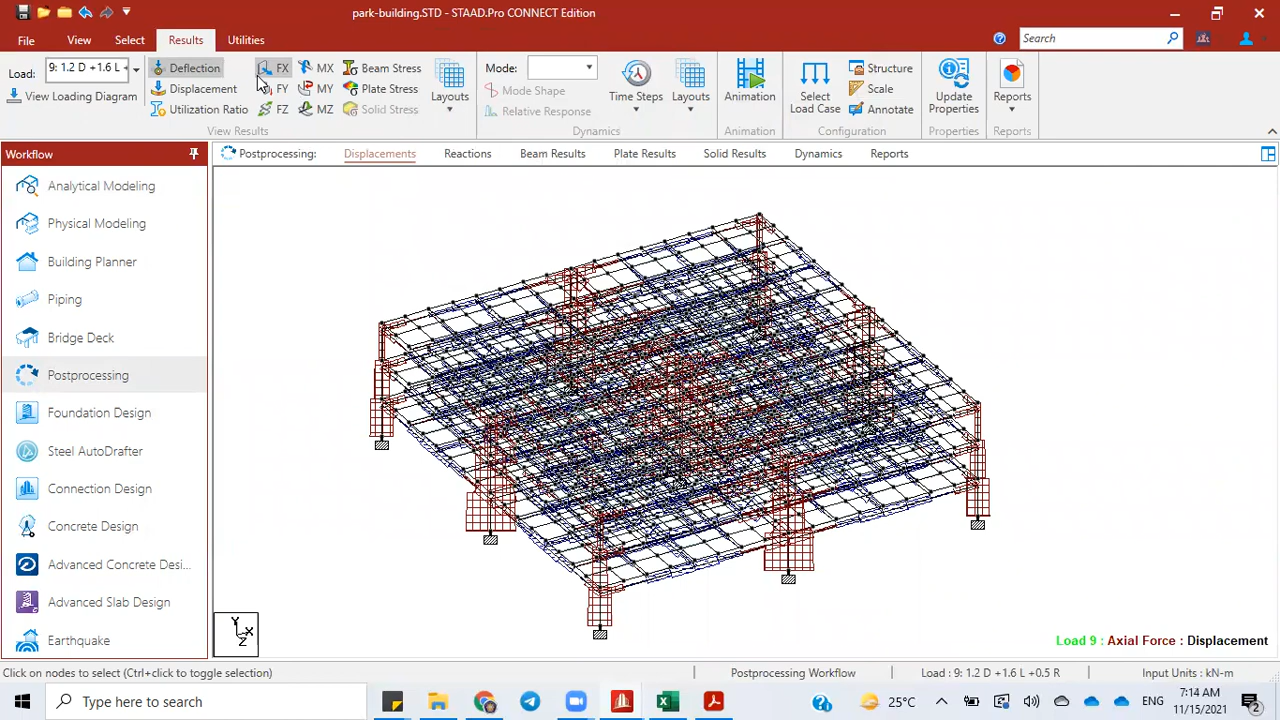 park-building.STD - STAAD.Pro CONNECT Edition
File View Select Results Utilities Search
Load: 9: 1.2 D +1.6 L +
View Loading Diagram
Deflection
Displacement
Utilization Ratio
FX MX Beam Stress
FY MY Plate Stress
FZ MZ Solid Stress
Layouts
View Results
Mode:
Mode Shape
Relative Response
Time Steps
Layouts
Dynamics
Animation
Animation
Select Load Case
Structure
Scale
Annotate
Configuration
Update Properties
Properties
Reports
Reports
Workflow
Postprocessing: Displacements Reactions Beam Results Plate Results Solid Results Dynamics Reports
Analytical Modeling
Physical Modeling
Building Planner
Piping
Bridge Deck
Postprocessing
Foundation Design
Steel AutoDrafter
Connection Design
Concrete Design
Advanced Concrete Desi...
Advanced Slab Design
Earthquake
Y
X
Z
Load 9 : Axial Force : Displacement
Click on nodes to select (Ctrl+click to toggle selection) Postprocessing Workflow Load : 9: 1.2 D +1.6 L +0.5 R Input Units : kN-m
Type here to search
25°C
ENG
7:14 AM
11/15/2021
2